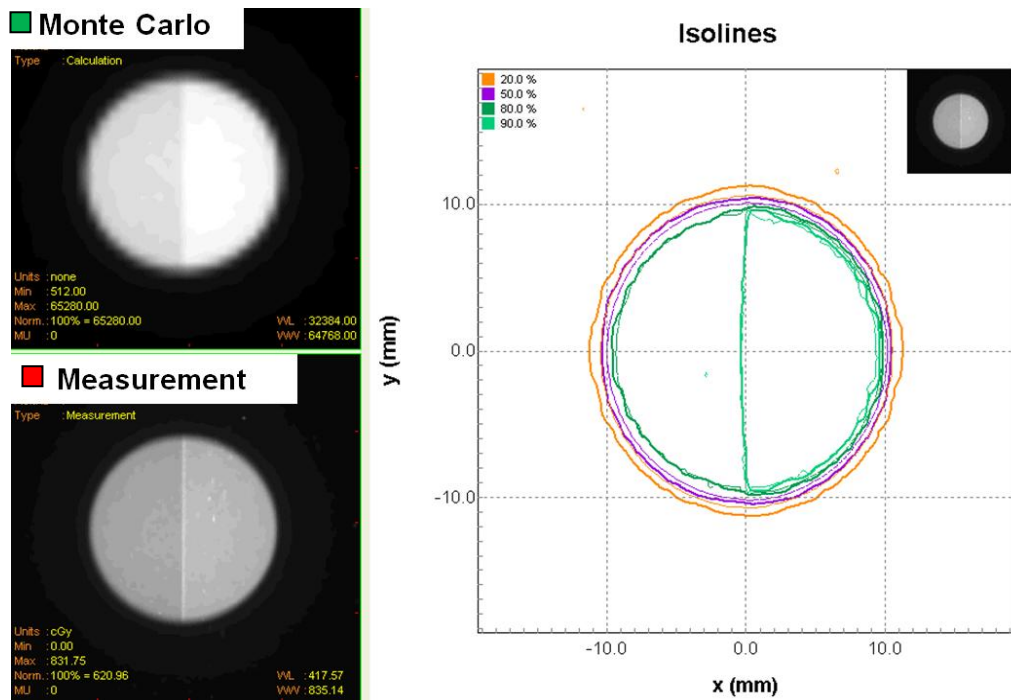 Monte Carlo
Type :Calculation
Units :none
Min :512.00
Max :65280.00
Norm. :100% = 65280.00
MU :0
WL :32384.00
WW :64768.00
Measurement
Type :Measurement
Units :cGy
Min :0.00
Max :831.75
Norm. :100% = 620.96
MU :0
WL :417.57
WW :835.14
Isolines
20.0 %
50.0 %
80.0 %
90.0 %
10.0
0.0
-10.0
y (mm)
-10.0
0.0
10.0
x (mm)